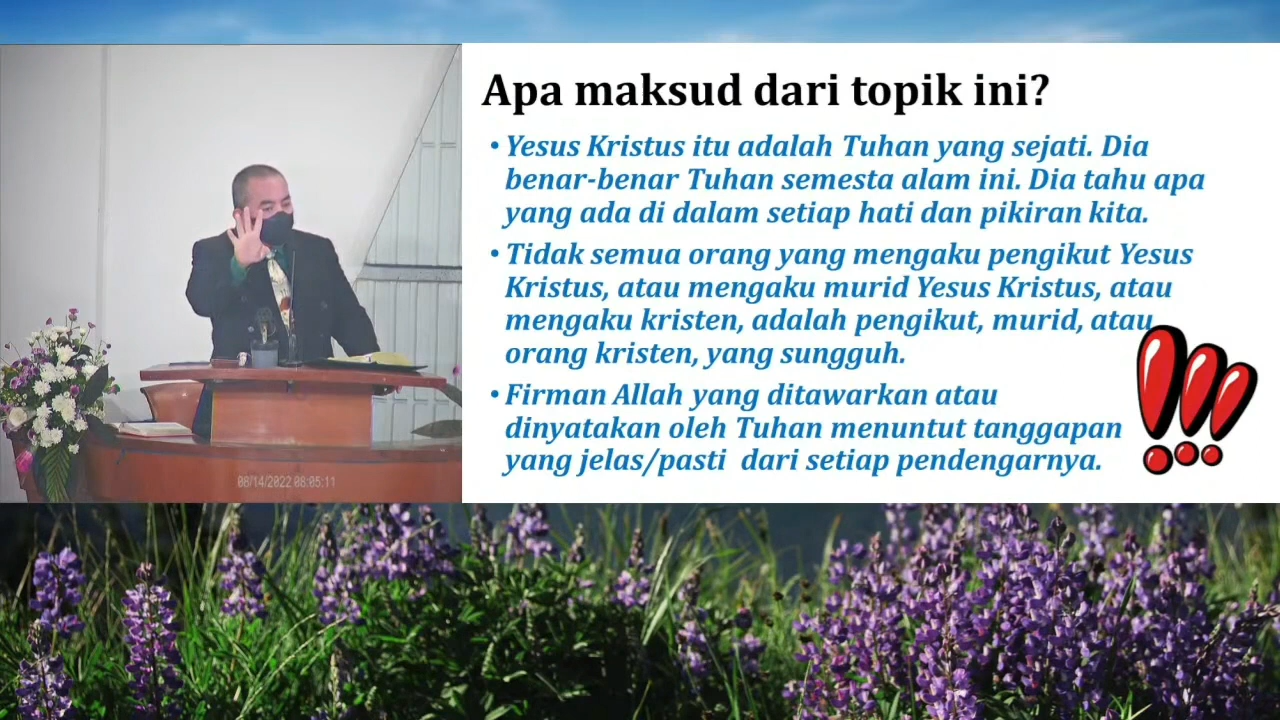 Apa maksud dari topik ini?
• Yesus Kristus itu adalah Tuhan yang sejati. Dia
benar-benar Tuhan semesta alam ini. Dia tahu apa
yang ada di dalam setiap hati dan pikiran kita.
• Tidak semua orang yang mengaku pengikut Yesus
Kristus, atau mengaku murid Yesus Kristus, atau
mengaku kristen, adalah pengikut, murid, atau
orang kristen, yang sungguh.
• Firman Allah yang ditawarkan atau
dinyatakan oleh Tuhan menuntut tanggapan
yang jelas/pasti dari setiap pendengarnya.
08/14/2022 08:05:11